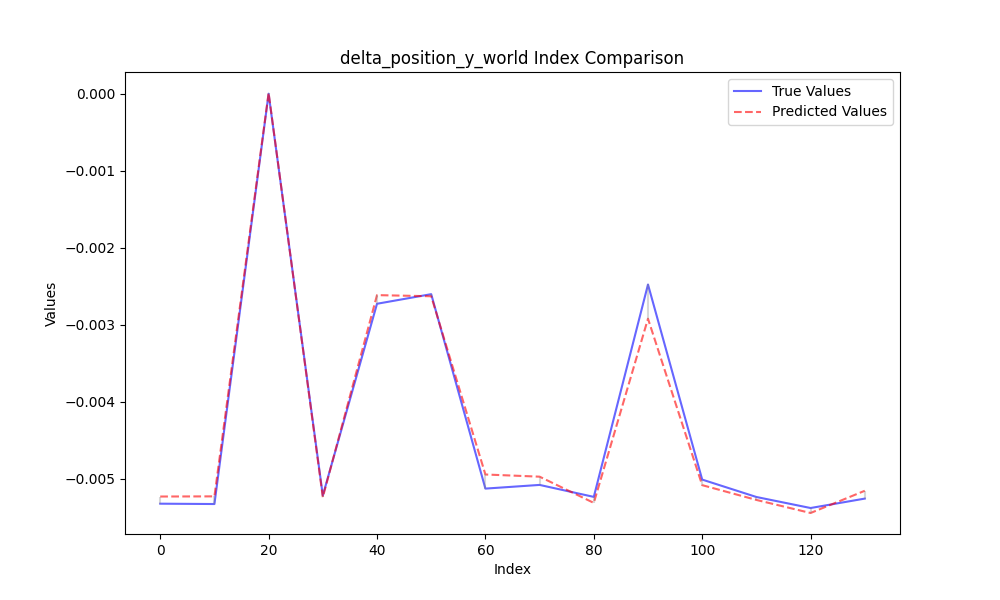 delta_position_y_world Index Comparison
True Values
Predicted Values
0.000
−0.001
−0.002
−0.003
−0.004
−0.005
Values
0 20 40 60 80 100 120
Index